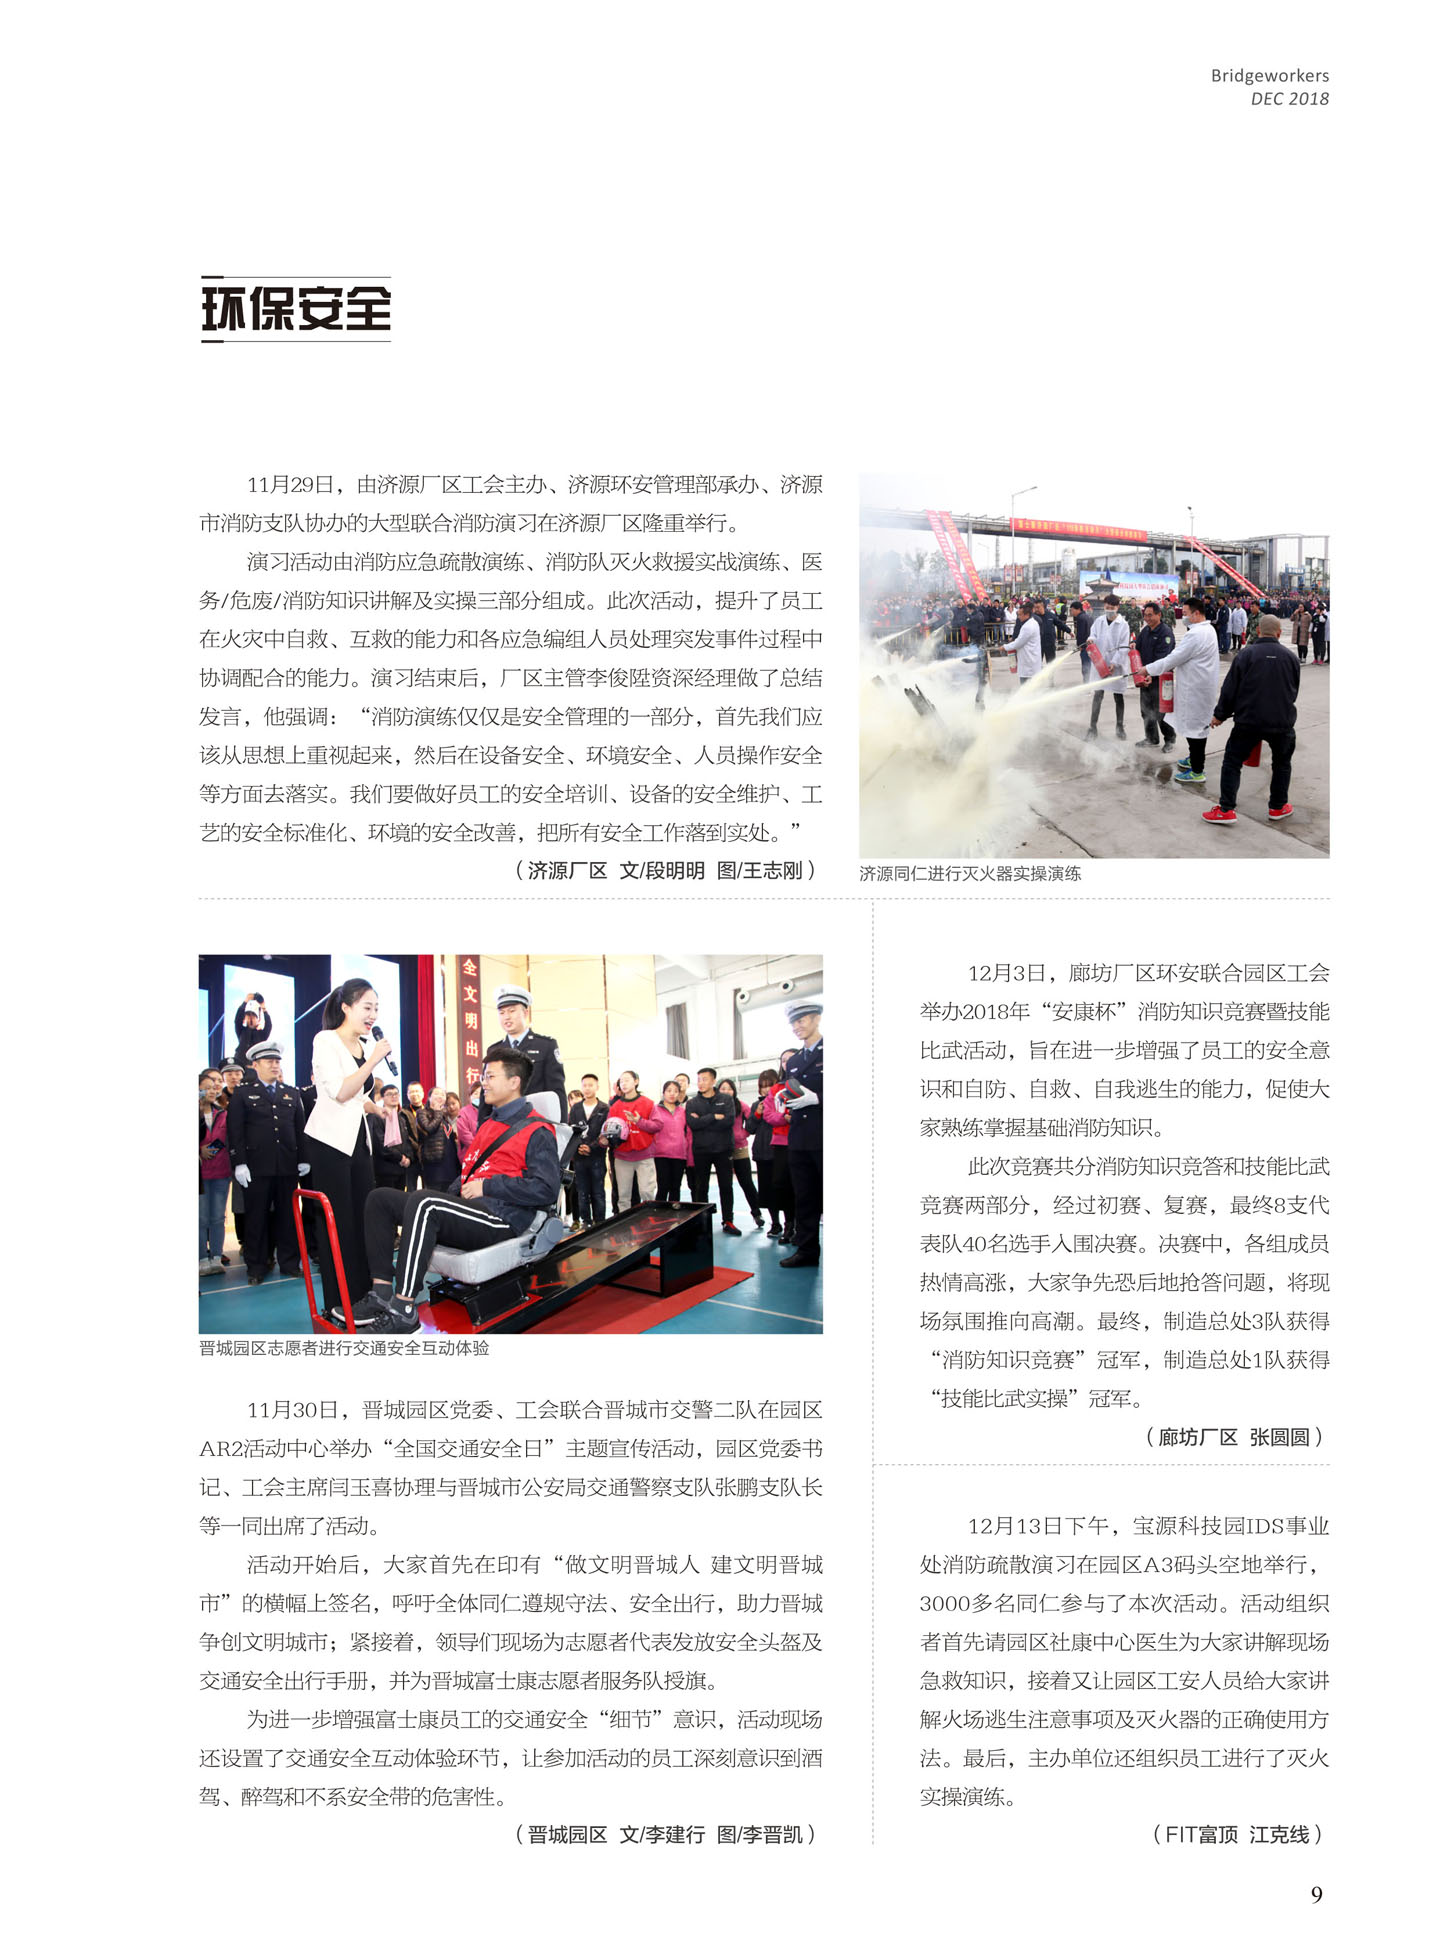 Bridgeworkers
DEC 2018
环保安全
11月29日，由济源厂区工会主办、济源环安管理部承办、济源
市消防支队协办的大型联合消防演习在济源厂区隆重举行。
演习活动由消防应急疏散演练、消防队灭火救援实战演练、医
务/危废/消防知识讲解及实操三部分组成。此次活动，提升了员工
在火灾中自救、互救的能力和各应急编组人员处理突发事件过程中
协调配合的能力。演习结束后，厂区主管李俊陞资深经理做了总结
发言，他强调：“消防演练仅仅是安全管理的一部分，首先我们应
该从思想上重视起来，然后在设备安全、环境安全、人员操作安全
等方面去落实。我们要做好员工的安全培训、设备的安全维护、工
艺的安全标准化、环境的安全改善，把所有安全工作落到实处。”
（济源厂区 文/段明明 图/王志刚）
济源同仁进行灭火器实操演练
全文明出行
晋城园区志愿者进行交通安全互动体验
11月30日，晋城园区党委、工会联合晋城市交警二队在园区
AR2活动中心举办“全国交通安全日”主题宣传活动，园区党委书
记、工会主席闫玉喜协理与晋城市公安局交通警察支队张鹏支队长
等一同出席了活动。
活动开始后，大家首先在印有“做文明晋城人 建文明晋城
市”的横幅上签名，呼吁全体同仁遵规守法、安全出行，助力晋城
争创文明城市；紧接着，领导们现场为志愿者代表发放安全头盔及
交通安全出行手册，并为晋城富士康志愿者服务队授旗。
为进一步增强富士康员工的交通安全“细节”意识，活动现场
还设置了交通安全互动体验环节，让参加活动的员工深刻意识到酒
驾、醉驾和不系安全带的危害性。
（晋城园区 文/李建行 图/李晋凯）
12月3日，廊坊厂区环安联合园区工会
举办2018年“安康杯”消防知识竞赛暨技能
比武活动，旨在进一步增强了员工的安全意
识和自防、自救、自我逃生的能力，促使大
家熟练掌握基础消防知识。
此次竞赛共分消防知识竞答和技能比武
竞赛两部分，经过初赛、复赛，最终8支代
表队40名选手入围决赛。决赛中，各组成员
热情高涨，大家争先恐后地抢答问题，将现
场氛围推向高潮。最终，制造总处3队获得
“消防知识竞赛”冠军，制造总处1队获得
“技能比武实操”冠军。
（廊坊厂区 张圆圆）
12月13日下午，宝源科技园IDS事业
处消防疏散演习在园区A3码头空地举行，
3000多名同仁参与了本次活动。活动组织
者首先请园区社康中心医生为大家讲解现场
急救知识，接着又让园区工安人员给大家讲
解火场逃生注意事项及灭火器的正确使用方
法。最后，主办单位还组织员工进行了灭火
实操演练。
（FIT富顶 江克线）
9